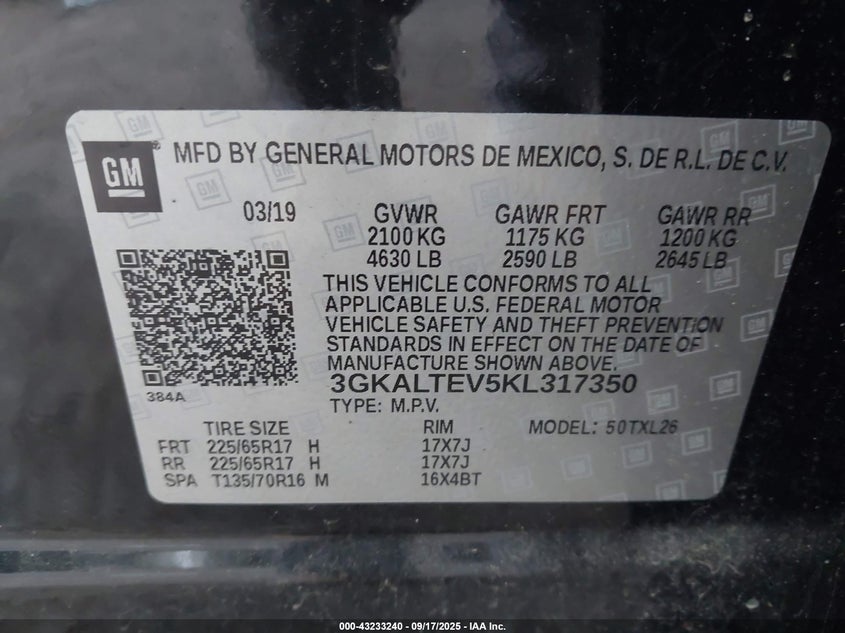 GM® MFD BY GENERAL MOTORS DE MEXICO, S. DE R.L. DE C.V.
03/19 GVWR GAWR FRT GAWR RR
2100 KG 1175 KG 1200 KG
4630 LB 2590 LB 2645 LB
THIS VEHICLE CONFORMS TO ALL
APPLICABLE U.S. FEDERAL MOTOR
VEHICLE SAFETY AND THEFT PREVENTION
STANDARDS IN EFFECT ON THE DATE OF
MANUFACTURE SHOWN ABOVE.
3GKALTEV5KL317350
384A
TYPE: M.P.V.
TIRE SIZE RIM MODEL: 50TXL26
FRT 225/65R17 H 17X7J
RR 225/65R17 H 17X7J
SPA T135/70R16 M 16X4BT
000-43233240 - 09/17/2025 - IAA Inc.